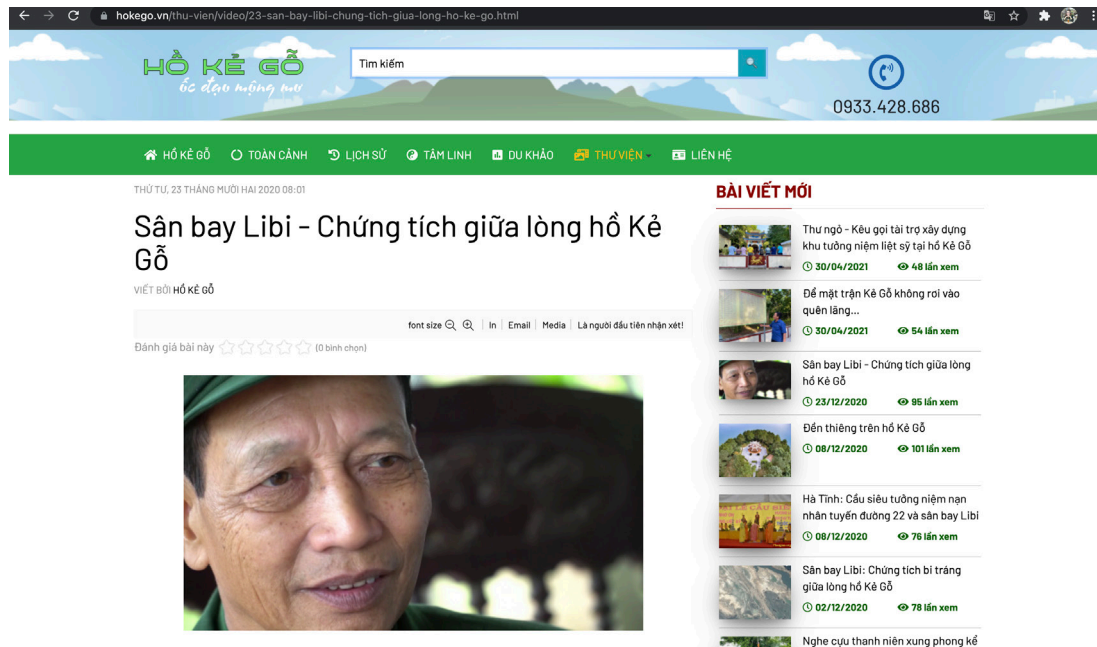 hokego.vn/thu-vien/video/23-san-bay-libi-chung-tich-giua-long-ho-ke-go.html
HỒ KẺ GỖ
ốc đảo mộng mơ
Tìm kiếm
0933.428.686
HỒ KẺ GỖ
TOÀN CẢNH
LỊCH SỬ
TÂM LINH
DU KHẢO
THƯ VIỆN
LIÊN HỆ
THỨ TƯ, 23 THÁNG MƯỜI HAI 2020 08:01
Sân bay Libi - Chứng tích giữa lòng hồ Kẻ
Gỗ
VIẾT BỞI HỒ KẺ GỖ
font size In Email Media Là người đầu tiên nhận xét!
Đánh giá bài này (0 bình chọn)
BÀI VIẾT MỚI
Thư ngỏ - Kêu gọi tài trợ xây dựng
khu tưởng niệm liệt sỹ tại hồ Kẻ Gỗ
30/04/2021 48 lần xem
Để mặt trận Kẻ Gỗ không rơi vào
quên lãng...
30/04/2021 54 lần xem
Sân bay Libi - Chứng tích giữa lòng
hồ Kẻ Gỗ
23/12/2020 95 lần xem
Đền thiêng trên hồ Kẻ Gỗ
08/12/2020 101 lần xem
Hà Tĩnh: Cầu siêu tưởng niệm nạn
nhân tuyến đường 22 và sân bay Libi
08/12/2020 76 lần xem
Sân bay Libi: Chứng tích bi tráng
giữa lòng hồ Kẻ Gỗ
02/12/2020 78 lần xem
Nghe cựu thanh niên xung phong kể